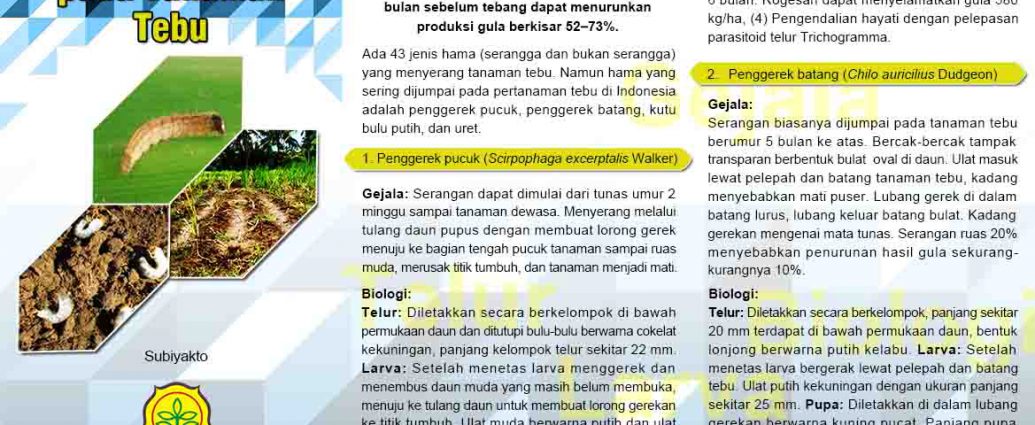 pada Tanaman
Tebu
Subiyakto
bulan sebelum tebang dapat menurunkan
produksi gula berkisar 52–73%.
Ada 43 jenis hama (serangga dan bukan serangga)
yang menyerang tanaman tebu. Namun hama yang
sering dijumpai pada pertanaman tebu di Indonesia
adalah penggerek pucuk, penggerek batang, kutu
bulu putih, dan uret.
1. Penggerek pucuk (Scirpophaga excerptalis Walker)
Gejala: Serangan dapat dimulai dari tunas umur 2
minggu sampai tanaman dewasa. Menyerang melalui
tulang daun pupus dengan membuat lorong gerek
menuju ke bagian tengah pucuk tanaman sampai ruas
muda, merusak titik tumbuh, dan tanaman menjadi mati.
Biologi:
Telur: Diletakkan secara berkelompok di bawah
permukaan daun dan ditutupi bulu-bulu berwarna cokelat
kekuningan, panjang kelompok telur sekitar 22 mm.
Larva: Setelah menetas larva menggerek dan
menembus daun muda yang masih belum membuka,
menuju ke tulang daun untuk membuat lorong gerekan
ke titik tumbuh. Ulat muda berwarna putih dan ulat
6 bulan. Rogesan dapat menyelamatkan gula 580
kg/ha, (4) Pengendalian hayati dengan pelepasan
parasitoid telur Trichogramma.
2. Penggerek batang (Chilo auricilius Dudgeon)
Gejala:
Serangan biasanya dijumpai pada tanaman tebu
berumur 5 bulan ke atas. Bercak-bercak tampak
transparan berbentuk bulat oval di daun. Ulat masuk
lewat pelepah dan batang tanaman tebu, kadang
menyebabkan mati puser. Lubang gerek di dalam
batang lurus, lubang keluar batang bulat. Kadang
gerekan mengenai mata tunas. Serangan ruas 20%
menyebabkan penurunan hasil gula sekurang-
kurangnya 10%.
Biologi:
Telur: Diletakkan secara berkelompok, panjang sekitar
20 mm terdapat di bawah permukaan daun, bentuk
lonjong berwarna putih kelabu. Larva: Setelah
menetas larva bergerak lewat pelepah dan batang
tebu. Ulat putih kekuningan dengan ukuran panjang
sekitar 25 mm. Pupa: Diletakkan di dalam lubang
gerekan berwarna kuning pucat. Panjang pupa
Gejala
Telur
Larva
Biologi